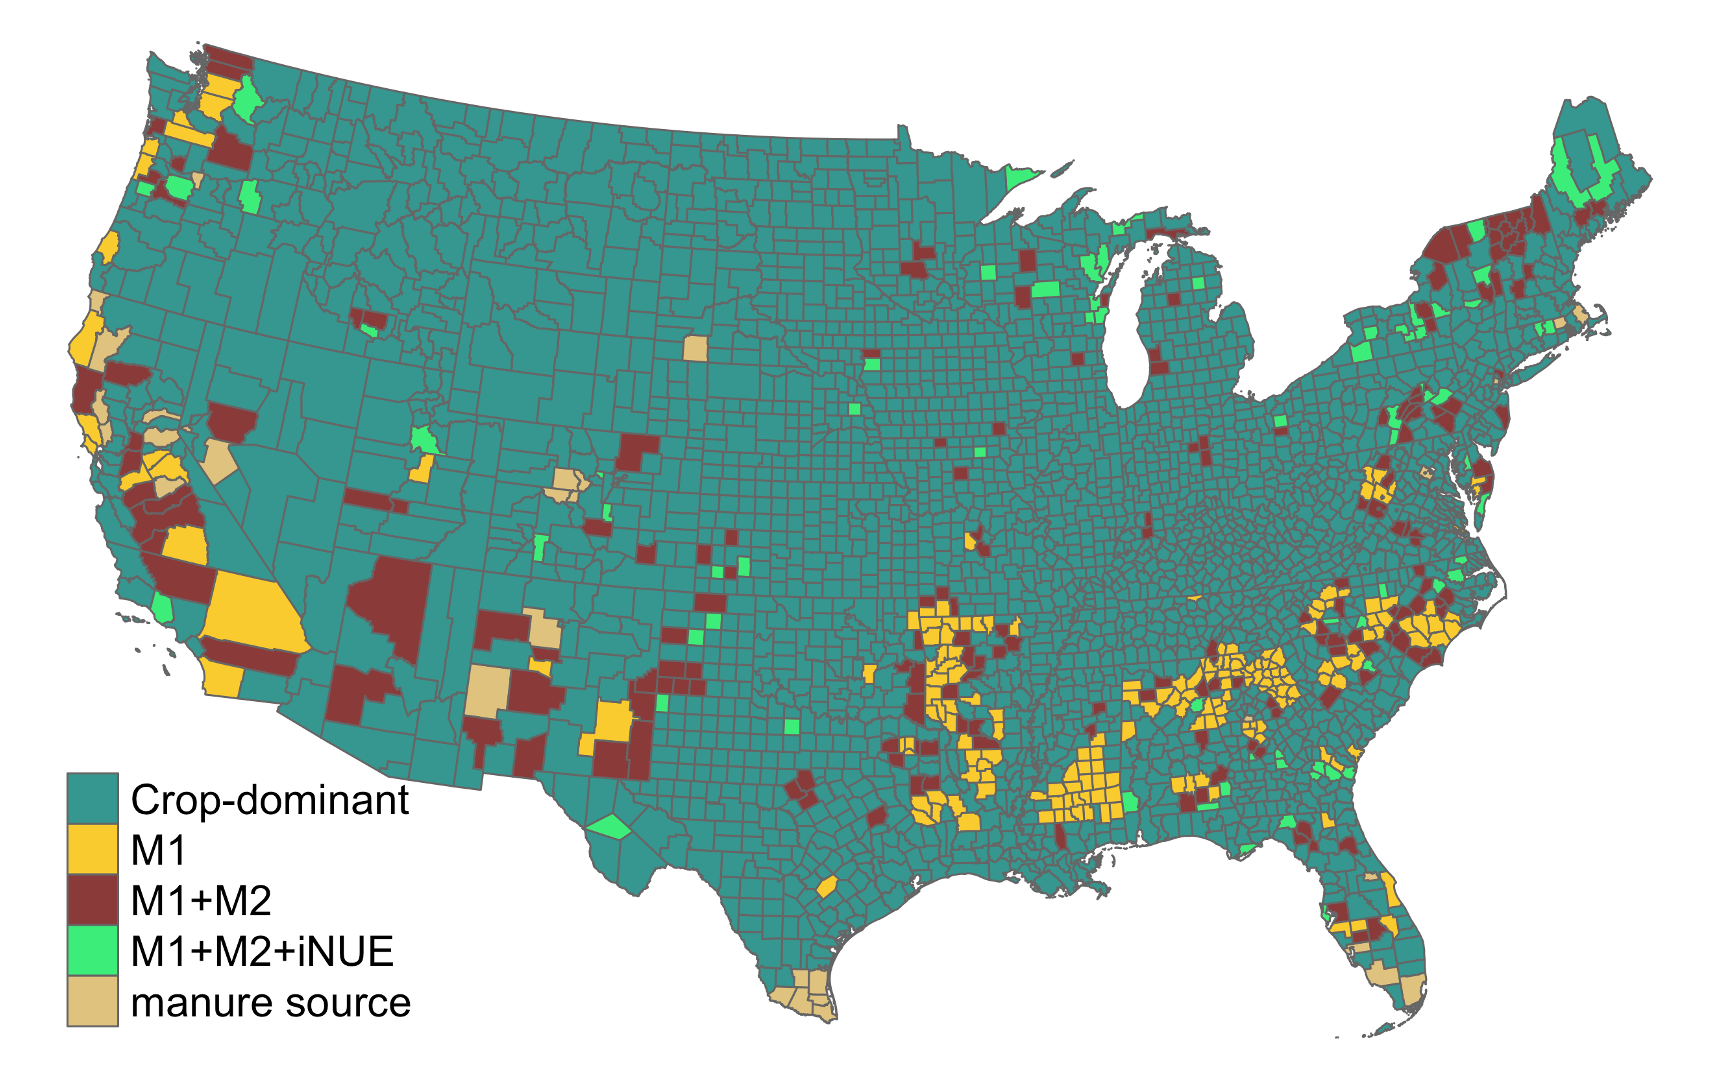 Crop-dominant
M1
M1+M2
M1+M2+iNUE
manure source